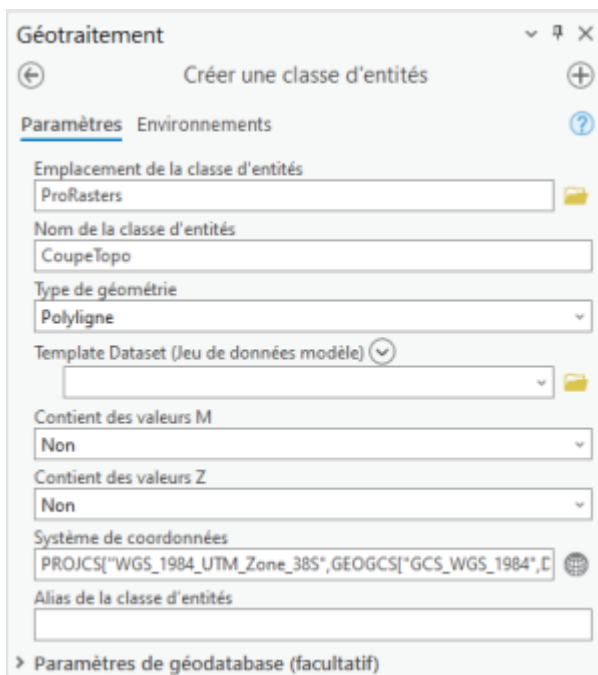 Géotraitement
Créer une classe d'entités
Paramètres Environnements
Emplacement de la classe d'entités
ProRasters
Nom de la classe d'entités
CoupeTopo
Type de géométrie
Polyligne
Template Dataset (Jeu de données modèle)
Contient des valeurs M
Non
Contient des valeurs Z
Non
Système de coordonnées
PROJCS["WGS_1984_UTM_Zone_38S",GEOGCS["GCS_WGS_1984",D
Alias de la classe d'entités
Paramètres de géodatabase (facultatif)